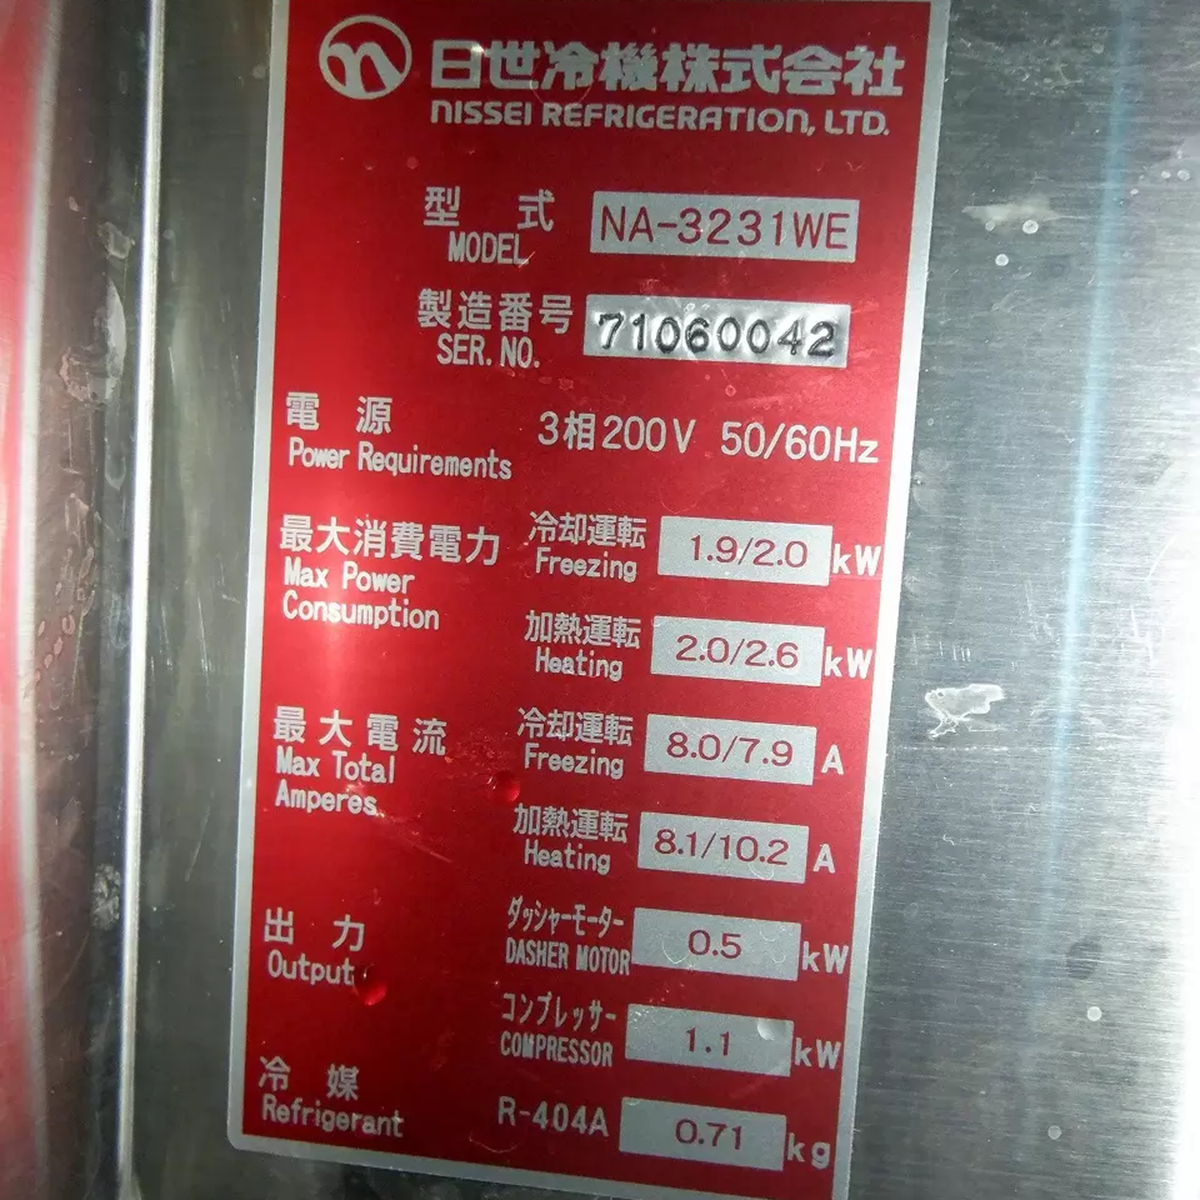 日世冷機株式会社
NISSEI REFRIGERATION, LTD.
型 式
MODEL
NA-3231WE
製造番号
SER. NO.
71060042
電 源
Power Requirements
3相200V 50/60Hz
最大消費電力
Max Power
Consumption
冷却運転
Freezing
1.9/2.0 kW
加熱運転
Heating
2.0/2.6 kW
最大電流
Max Total
Amperes
冷却運転
Freezing
8.0/7.9 A
加熱運転
Heating
8.1/10.2 A
出 力
Output
ダッシャーモーター
DASHER MOTOR
0.5 kW
コンプレッサー
COMPRESSOR
1.1 kW
冷 媒
Refrigerant
R-404A 0.71 kg